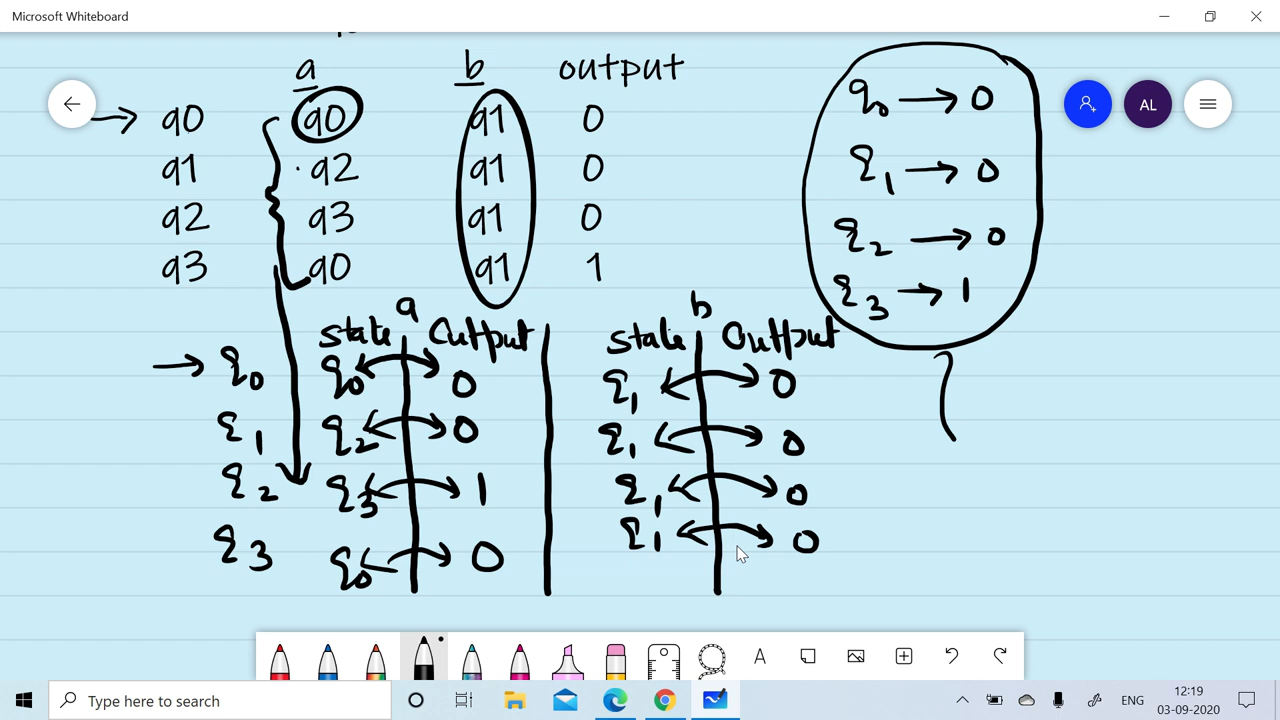 Microsoft Whiteboard
a b output
→ q0 q0 q1 0
q1 q2 q1 0
q2 q3 q1 0
q3 q0 q1 1
q0 → 0
q1 → 0
q2 → 0
q3 → 1
AL
a b
State Output State Output
→ q0 q0 0 q1 0
q1 q2 0 q1 0
q2 q3 1 q1 0
q3 q0 0 q1 0
A
Type here to search
ENG
12:19
03-09-2020